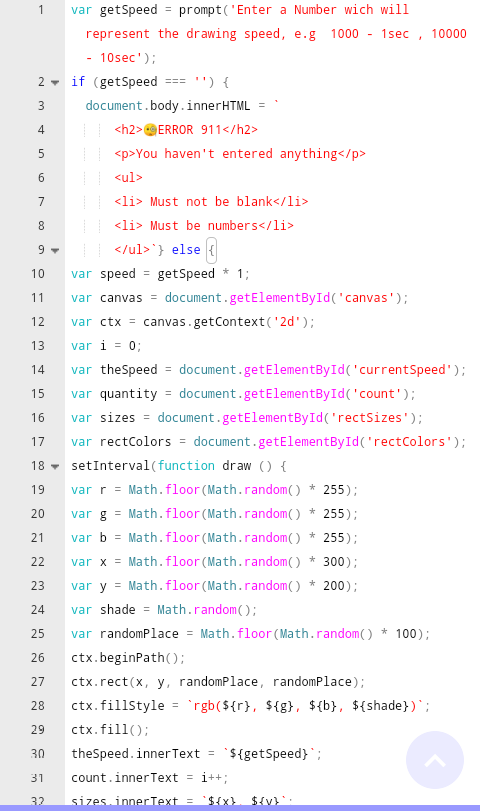 1 var getSpeed = prompt('Enter a Number wich will
represent the drawing speed, e.g  1000 - 1sec , 10000
- 10sec');
2 if (getSpeed === '') {
3 document.body.innerHTML = `
4 <h2>🧐ERROR 911</h2>
5 <p>You haven't entered anything</p>
6 <ul>
7 <li> Must not be blank</li>
8 <li> Must be numbers</li>
9 </ul>`} else {
10 var speed = getSpeed * 1;
11 var canvas = document.getElementById('canvas');
12 var ctx = canvas.getContext('2d');
13 var i = 0;
14 var theSpeed = document.getElementById('currentSpeed');
15 var quantity = document.getElementById('count');
16 var sizes = document.getElementById('rectSizes');
17 var rectColors = document.getElementById('rectColors');
18 setInterval(function draw () {
19 var r = Math.floor(Math.random() * 255);
20 var g = Math.floor(Math.random() * 255);
21 var b = Math.floor(Math.random() * 255);
22 var x = Math.floor(Math.random() * 300);
23 var y = Math.floor(Math.random() * 200);
24 var shade = Math.random();
25 var randomPlace = Math.floor(Math.random() * 100);
26 ctx.beginPath();
27 ctx.rect(x, y, randomPlace, randomPlace);
28 ctx.fillStyle = `rgb(${r}, ${g}, ${b}, ${shade})`;
29 ctx.fill();
30 theSpeed.innerText = `${getSpeed}`;
31 count.innerText = i++;
32 sizes.innerText = `${x}, ${y}`;